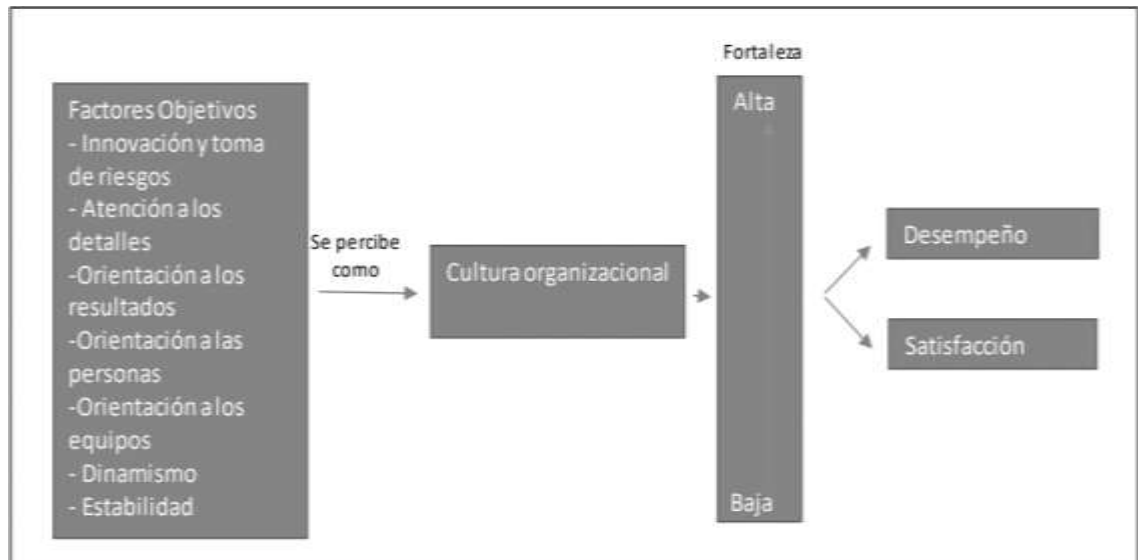 Factores Objetivos
- Innovación y toma
de riesgos
- Atención a los
detalles
-Orientación a los
resultados
-Orientación a las
personas
-Orientación a los
equipos
- Dinamismo
- Estabilidad
Se percibe
como
Cultura organizacional
Fortaleza
Alta
Baja
Desempeño
Satisfacción